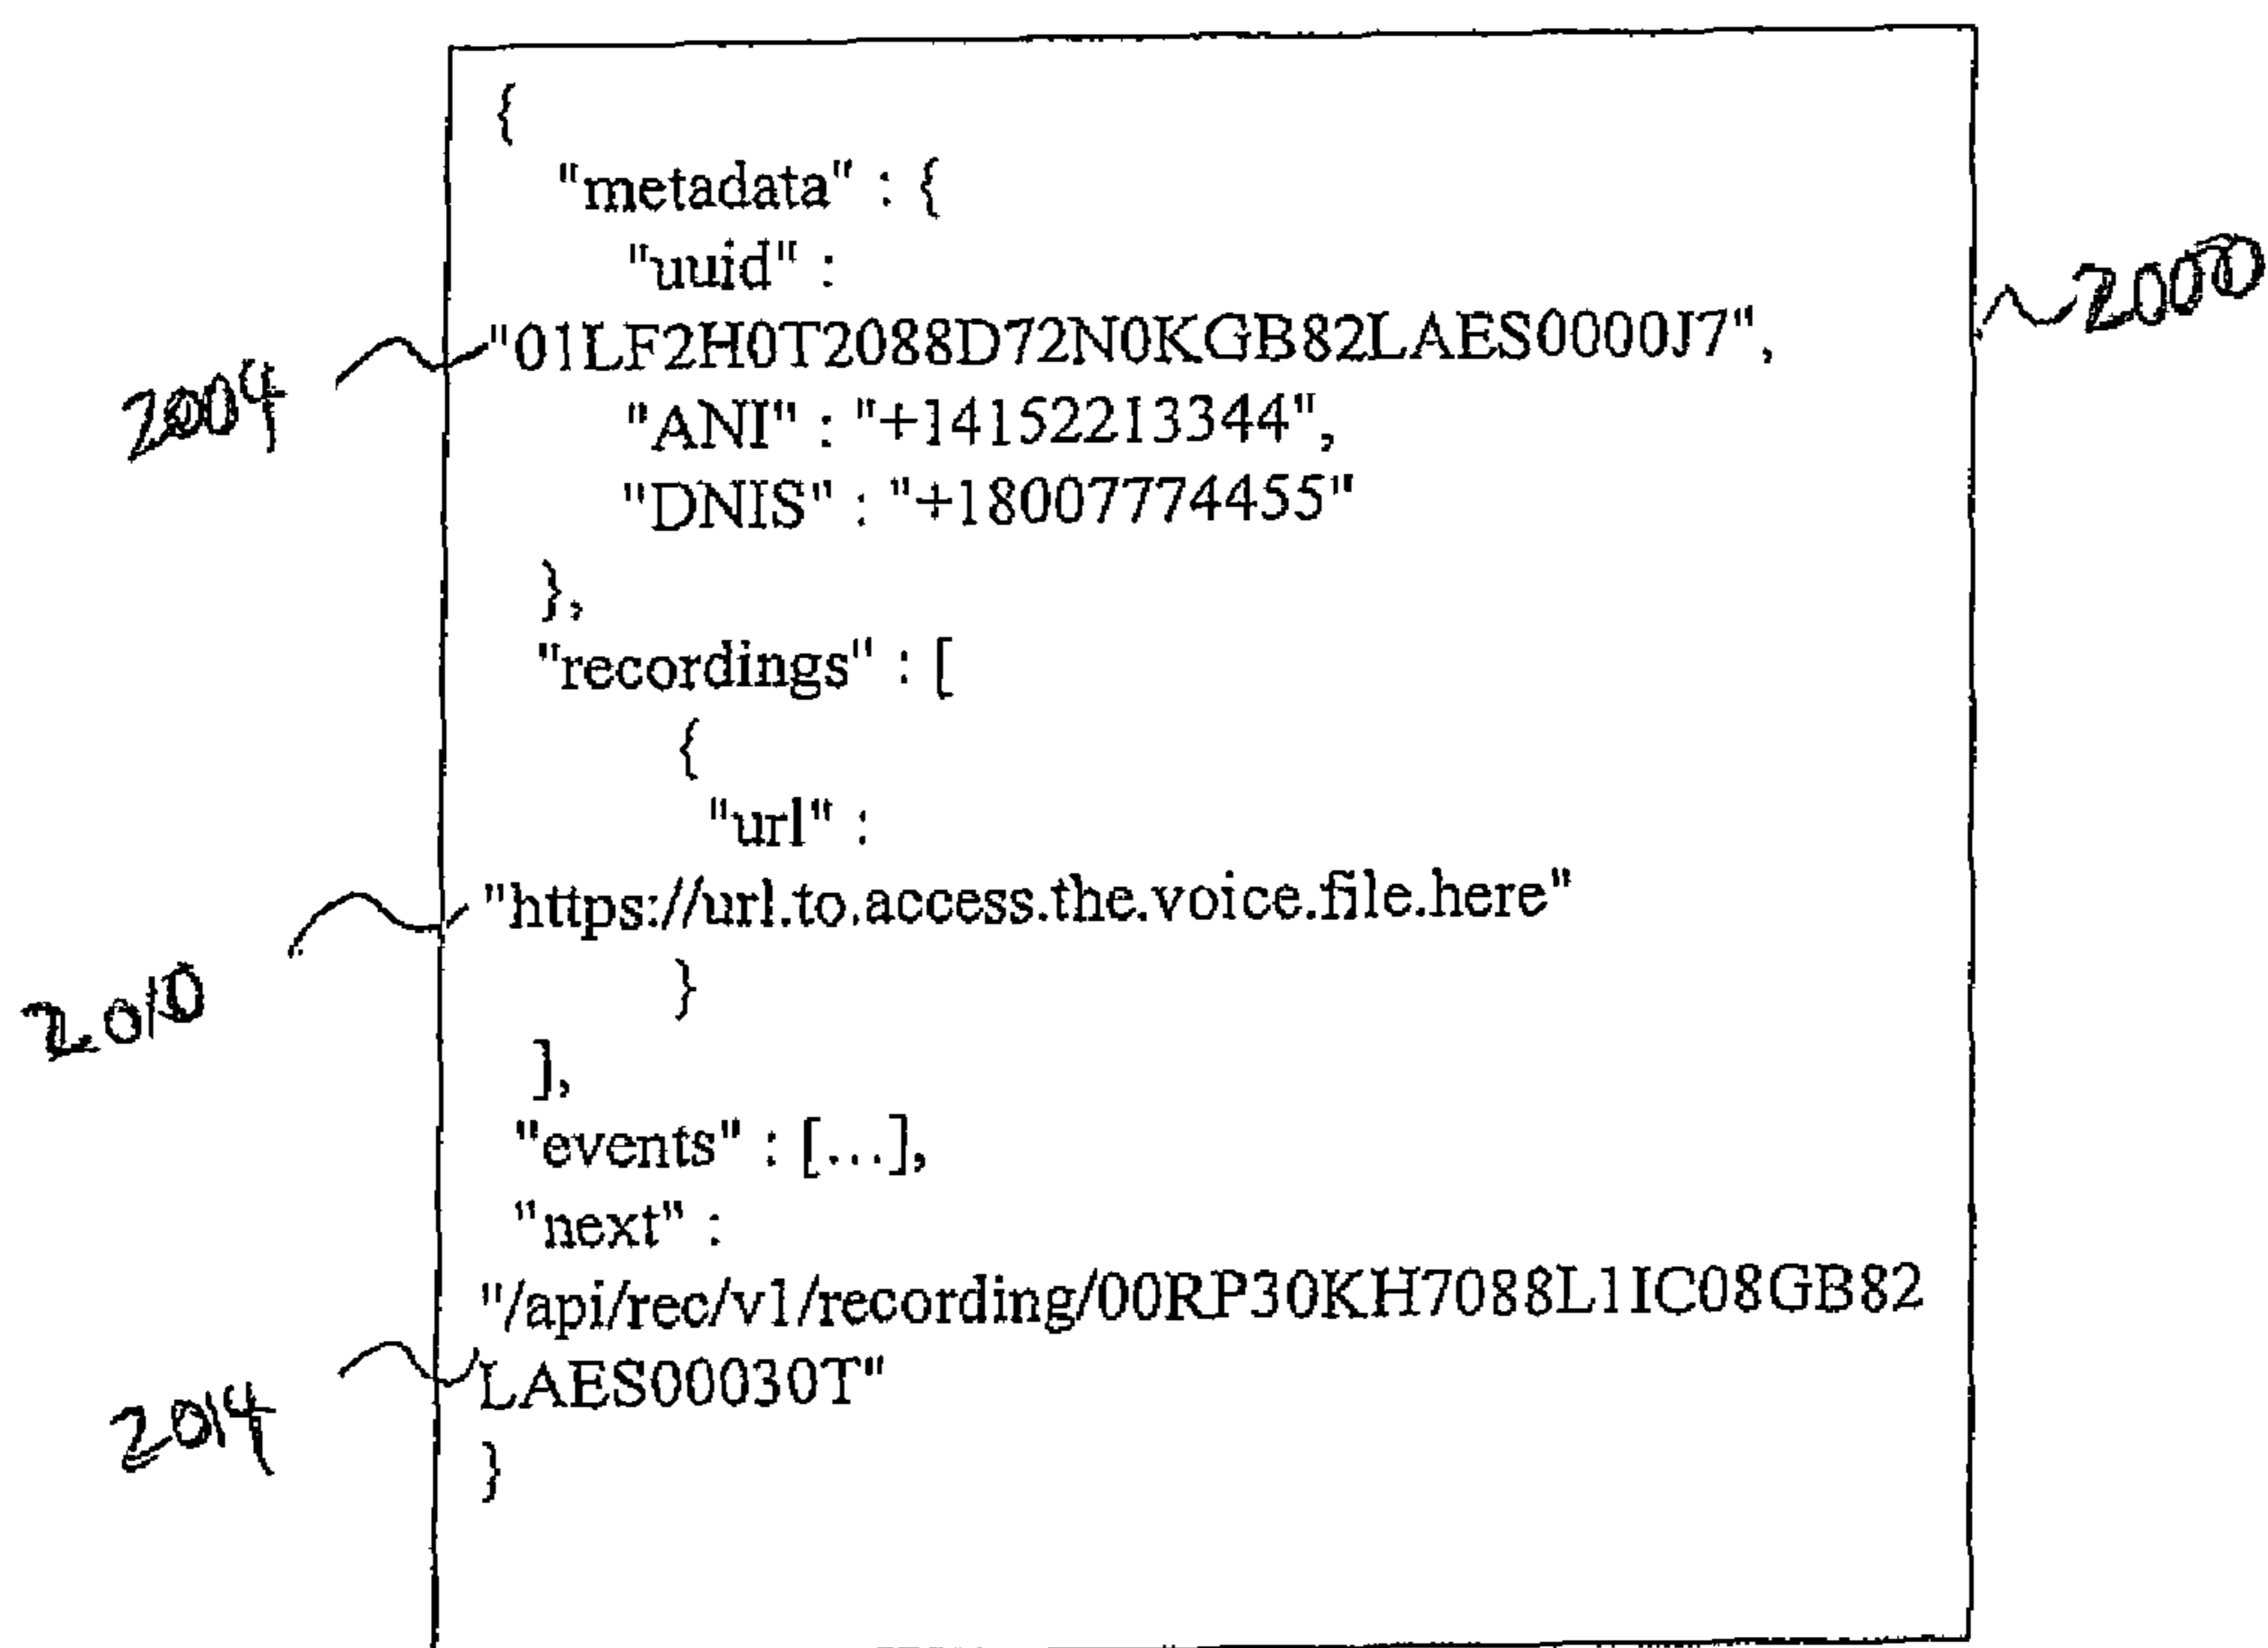 {
"metadata" : {
"uuid" :
"01LF2H0T2088D72N0KGB82LAES0000J7",
"ANI" : "+14152213344",
"DNIS" : "+18007774455"
},
"recordings" : [
{
"url" :
"https://url.to.access.the.voice.file.here"
}
],
"events" : [...],
"next" :
"/api/rec/v1/recording/00RP30KH7088L1IC08GB82
LAES00030T"
}
2000
2004
2010
2014